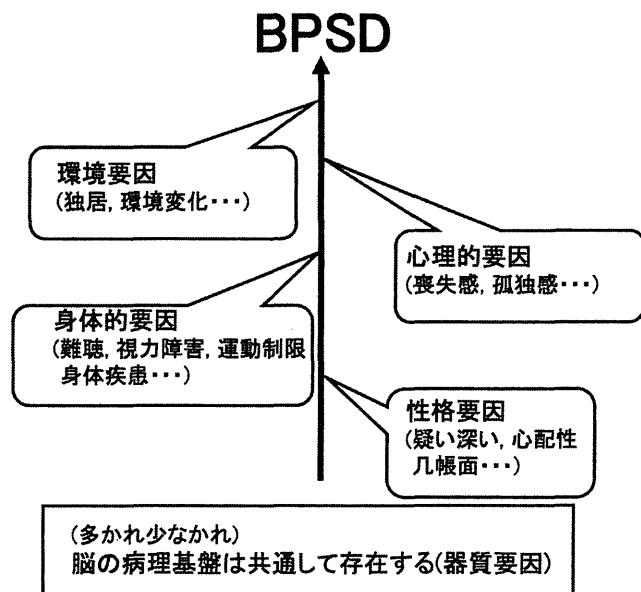 BPSD
環境要因
(独居, 環境変化・・・)
心理的要因
(喪失感, 孤独感・・・)
身体的要因
(難聴, 視力障害, 運動制限
身体疾患・・・)
性格要因
(疑い深い, 心配性
几帳面・・・)
(多かれ少なかれ)
脳の病理基盤は共通して存在する(器質要因)